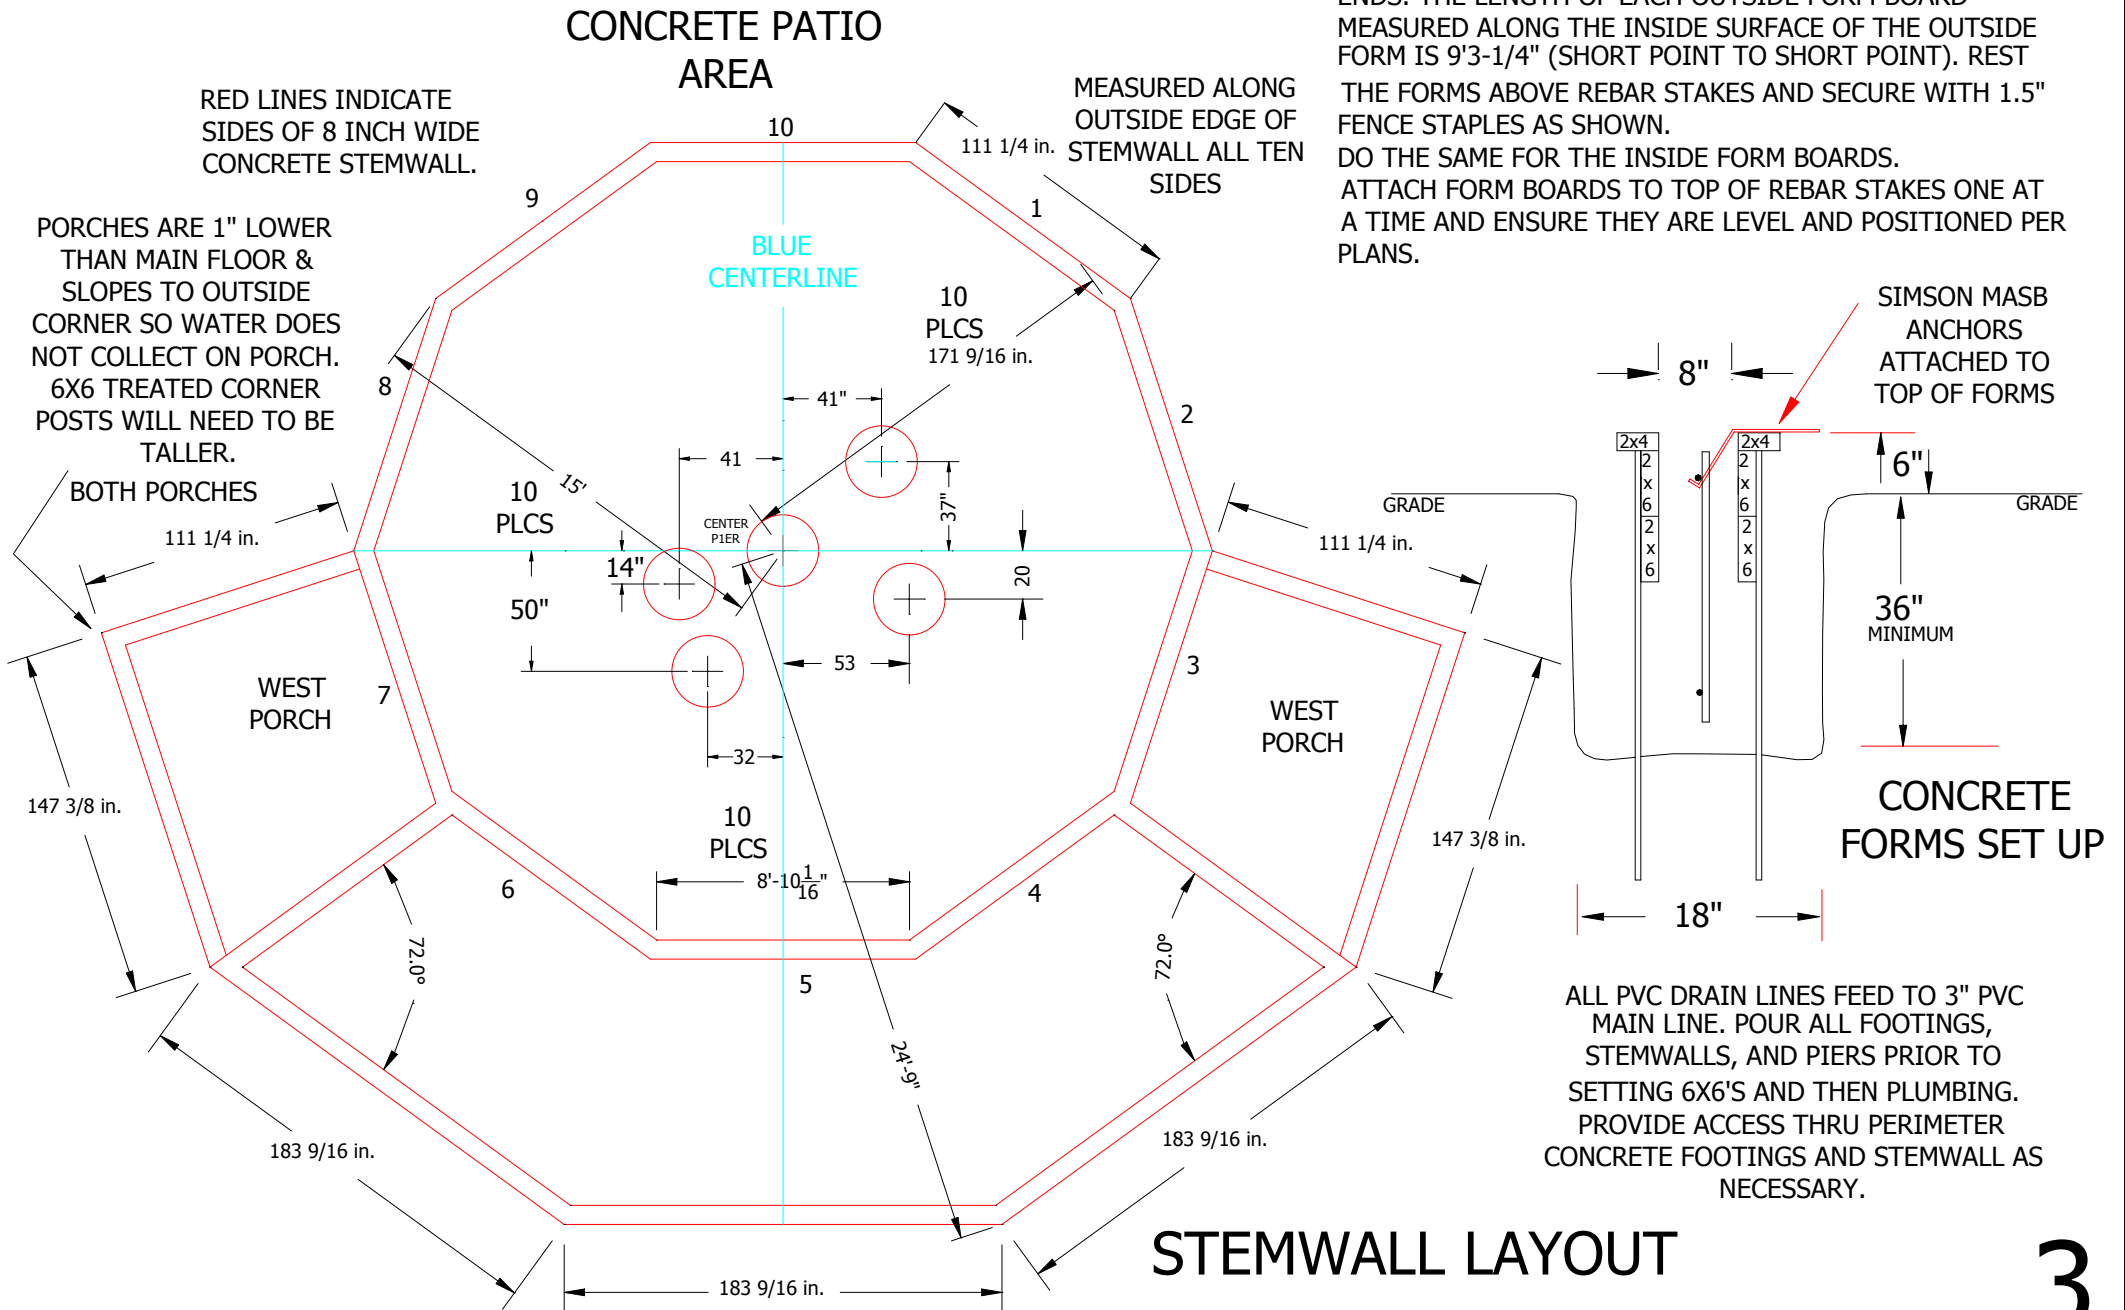 CONCRETE PATIO
AREA
RED LINES INDICATE
SIDES OF 8 INCH WIDE
CONCRETE STEMWALL.
PORCHES ARE 1" LOWER
THAN MAIN FLOOR &
SLOPES TO OUTSIDE
CORNER SO WATER DOES
NOT COLLECT ON PORCH.
6X6 TREATED CORNER
POSTS WILL NEED TO BE
TALLER.
BOTH PORCHES
MEASURED ALONG
OUTSIDE EDGE OF
STEMWALL ALL TEN
SIDES
ENDS. THE LENGTH OF EACH OUTSIDE FORM BOARD
MEASURED ALONG THE INSIDE SURFACE OF THE OUTSIDE
FORM IS 9'3-1/4" (SHORT POINT TO SHORT POINT). REST
THE FORMS ABOVE REBAR STAKES AND SECURE WITH 1.5"
FENCE STAPLES AS SHOWN.
DO THE SAME FOR THE INSIDE FORM BOARDS.
ATTACH FORM BOARDS TO TOP OF REBAR STAKES ONE AT
A TIME AND ENSURE THEY ARE LEVEL AND POSITIONED PER
PLANS.
10
111 1/4 in.
9
1
BLUE
CENTERLINE
10
PLCS
171 9/16 in.
8
2
41"
41
15'
10
PLCS
CENTER
P1ER
37"
14"
50"
20
53
32
111 1/4 in.
111 1/4 in.
WEST
PORCH
7
3
WEST
PORCH
147 3/8 in.
147 3/8 in.
10
PLCS
8'-10 1/16"
6
4
5
72.0°
72.0°
24'-9"
183 9/16 in.
183 9/16 in.
183 9/16 in.
SIMSON MASB
ANCHORS
ATTACHED TO
TOP OF FORMS
8"
2x4
2x4
2
x
6
2
x
6
2
x
6
2
x
6
6"
GRADE
GRADE
36"
MINIMUM
18"
CONCRETE
FORMS SET UP
ALL PVC DRAIN LINES FEED TO 3" PVC
MAIN LINE. POUR ALL FOOTINGS,
STEMWALLS, AND PIERS PRIOR TO
SETTING 6X6'S AND THEN PLUMBING.
PROVIDE ACCESS THRU PERIMETER
CONCRETE FOOTINGS AND STEMWALL AS
NECESSARY.
STEMWALL LAYOUT
3